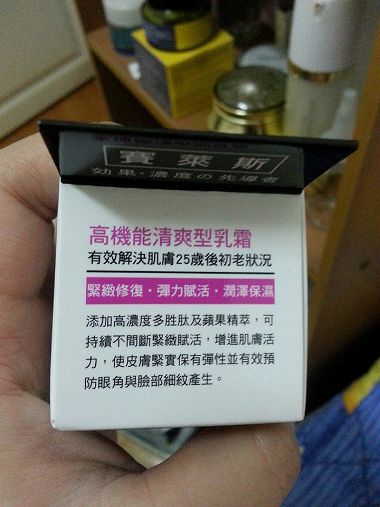 賽萊斯
効果·濃度の先導者
高機能清爽型乳霜
有效解決肌膚25歲後初老狀況
緊緻修復·彈力賦活·潤澤保濕
添加高濃度多胜肽及蘋果精萃，可
持續不間斷緊緻賦活，增進肌膚活
力，使皮膚緊實保有彈性並有效預
防眼角與臉部細紋產生。